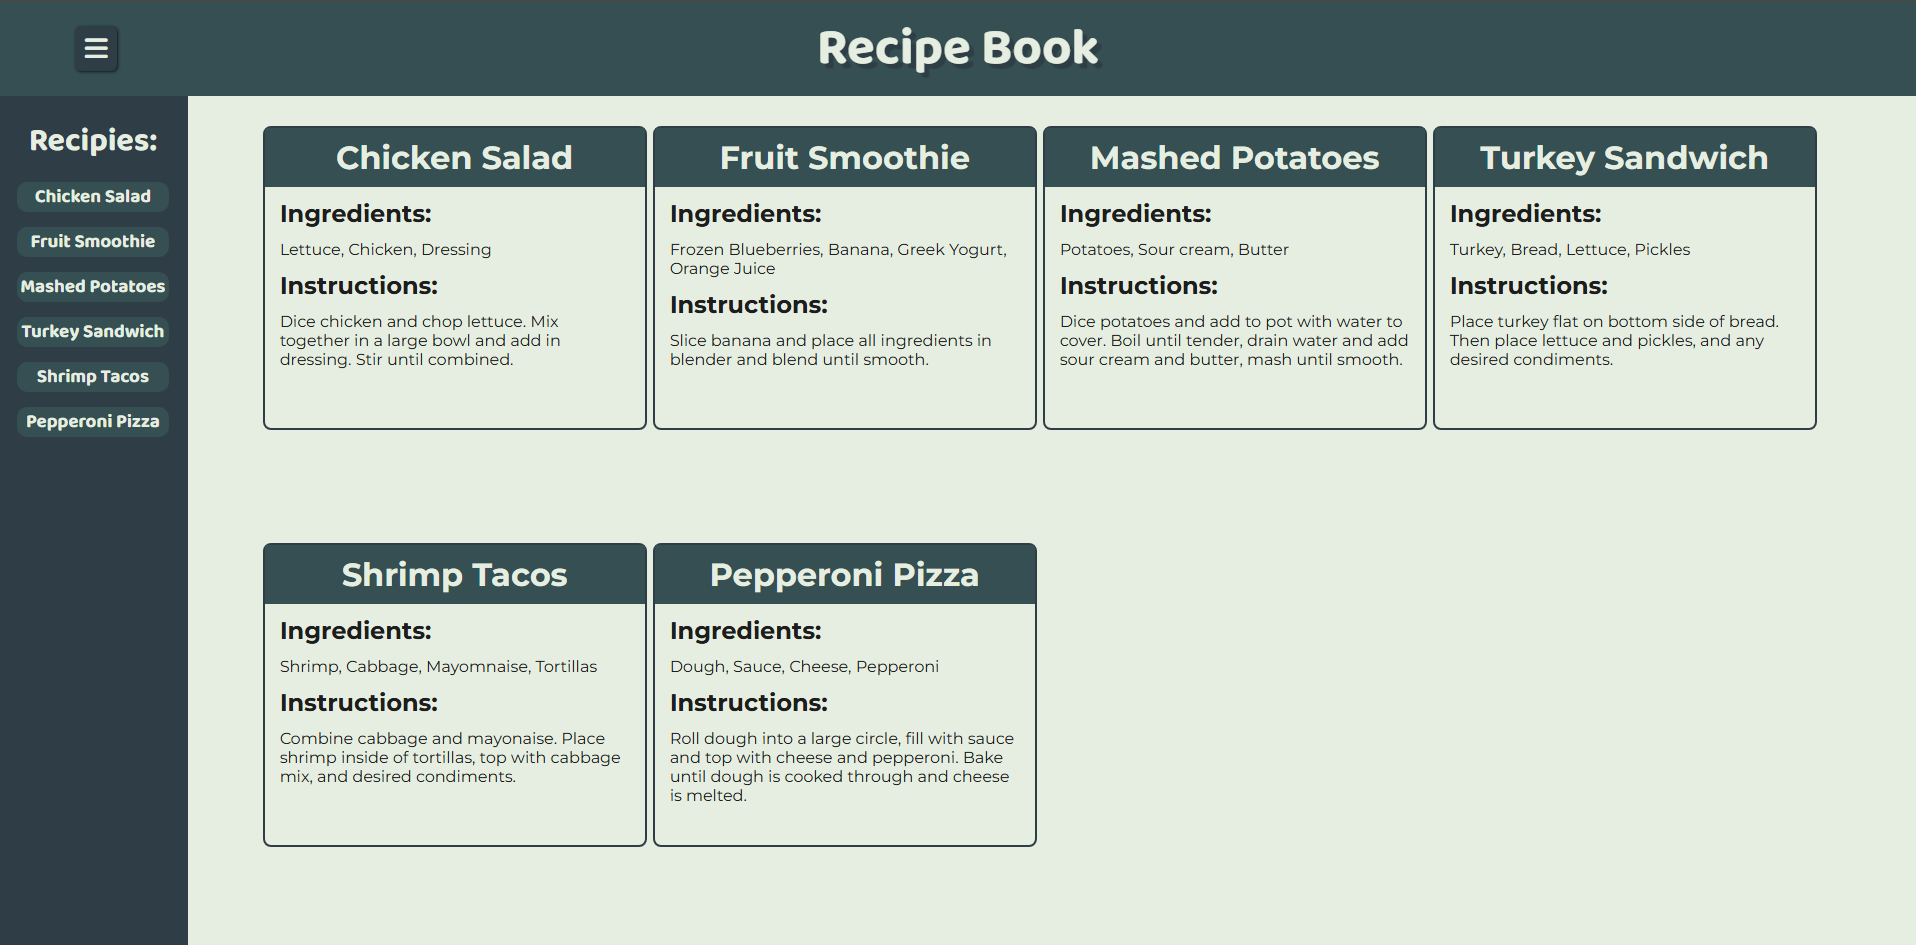 Recipe Book
Recipies:
Chicken Salad
Fruit Smoothie
Mashed Potatoes
Turkey Sandwich
Shrimp Tacos
Pepperoni Pizza
Chicken Salad
Ingredients:
Lettuce, Chicken, Dressing
Instructions:
Dice chicken and chop lettuce. Mix
together in a large bowl and add in
dressing. Stir until combined.
Fruit Smoothie
Ingredients:
Frozen Blueberries, Banana, Greek Yogurt,
Orange Juice
Instructions:
Slice banana and place all ingredients in
blender and blend until smooth.
Mashed Potatoes
Ingredients:
Potatoes, Sour cream, Butter
Instructions:
Dice potatoes and add to pot with water to
cover. Boil until tender, drain water and add
sour cream and butter, mash until smooth.
Turkey Sandwich
Ingredients:
Turkey, Bread, Lettuce, Pickles
Instructions:
Place turkey flat on bottom side of bread.
Then place lettuce and pickles, and any
desired condiments.
Shrimp Tacos
Ingredients:
Shrimp, Cabbage, Mayomnaise, Tortillas
Instructions:
Combine cabbage and mayonaise. Place
shrimp inside of tortillas, top with cabbage
mix, and desired condiments.
Pepperoni Pizza
Ingredients:
Dough, Sauce, Cheese, Pepperoni
Instructions:
Roll dough into a large circle, fill with sauce
and top with cheese and pepperoni. Bake
until dough is cooked through and cheese
is melted.